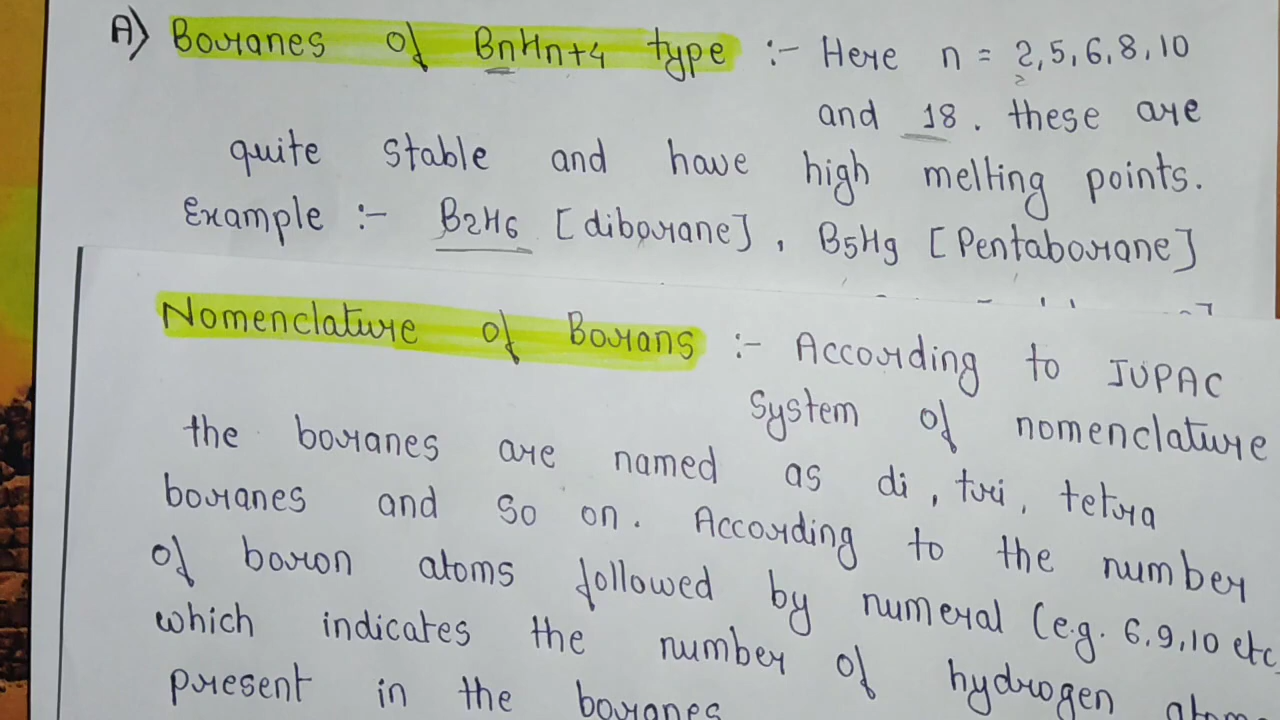 A) Boranes of BnHn+4 type :- Here n = 2,5,6,8,10
and 18. these are
quite stable and have high melting points.
Example :- B2H6 [diborane], B5H9 [Pentaborane]
Nomenclature of Borans :- According to IUPAC
System of nomenclature
the boranes are named as di, tri, tetra
boranes and so on. According to the number
of boron atoms followed by numeral (e.g. 6,9,10 etc
which indicates the number of hydrogen atoms
present in the boranes